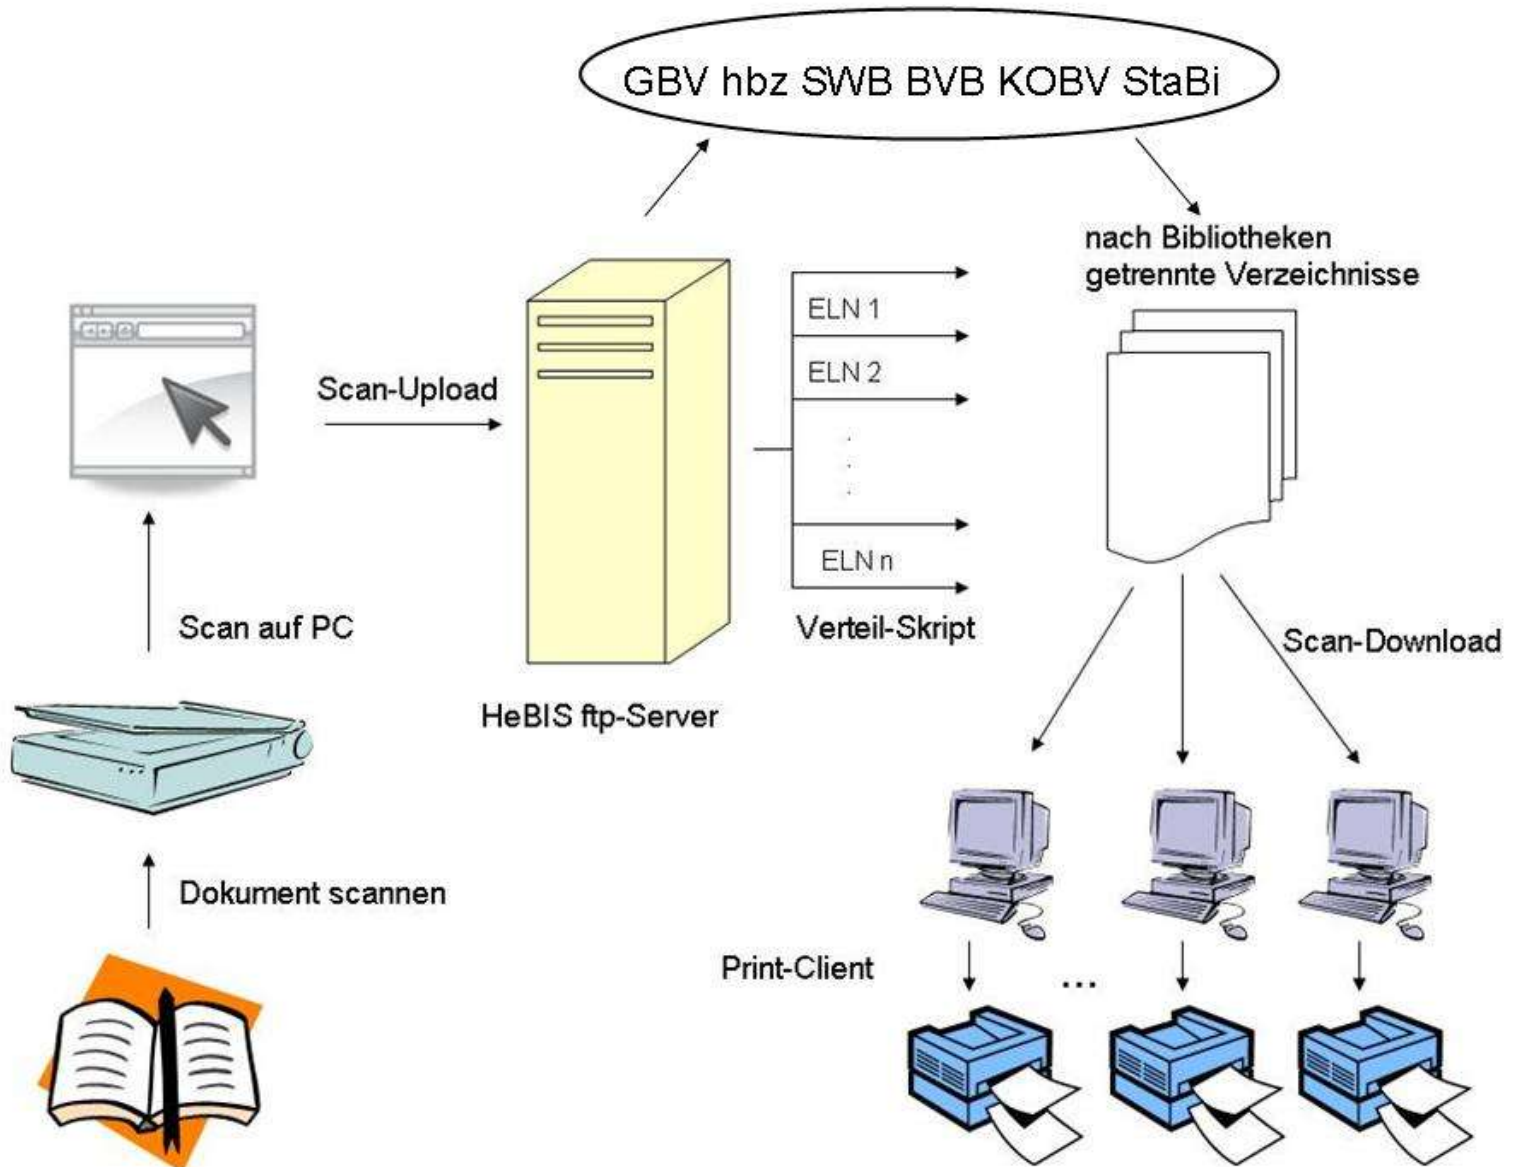 GBV hbz SWB BVB KOBV StaBi
nach Bibliotheken
getrennte Verzeichnisse
ELN 1
ELN 2
.
.
.
ELN n
Scan-Upload
Verteil-Skript
Scan auf PC
Scan-Download
HeBIS ftp-Server
Dokument scannen
Print-Client
...